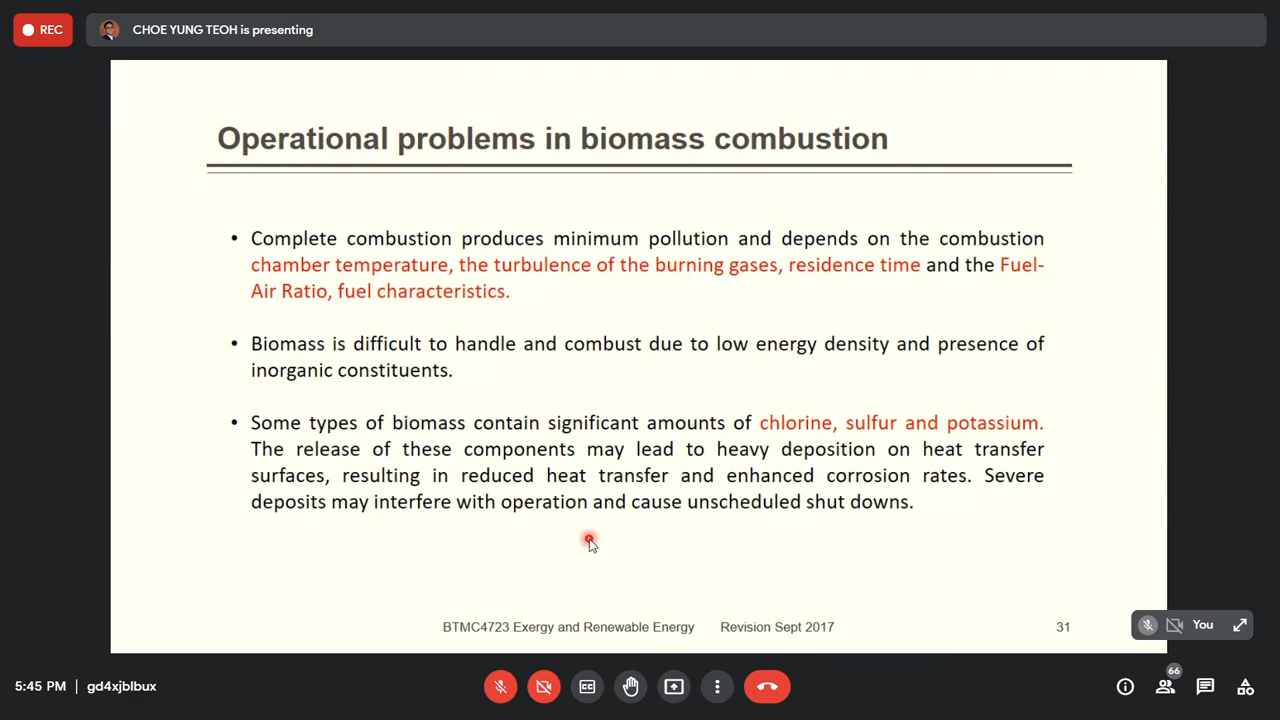 REC
CHOE YUNG TEOH is presenting
Operational problems in biomass combustion
• Complete combustion produces minimum pollution and depends on the combustion
chamber temperature, the turbulence of the burning gases, residence time and the Fuel-
Air Ratio, fuel characteristics.
• Biomass is difficult to handle and combust due to low energy density and presence of
inorganic constituents.
• Some types of biomass contain significant amounts of chlorine, sulfur and potassium.
The release of these components may lead to heavy deposition on heat transfer
surfaces, resulting in reduced heat transfer and enhanced corrosion rates. Severe
deposits may interfere with operation and cause unscheduled shut downs.
BTMC4723 Exergy and Renewable Energy Revision Sept 2017 31
You
5:45 PM | gd4xjblbux
66